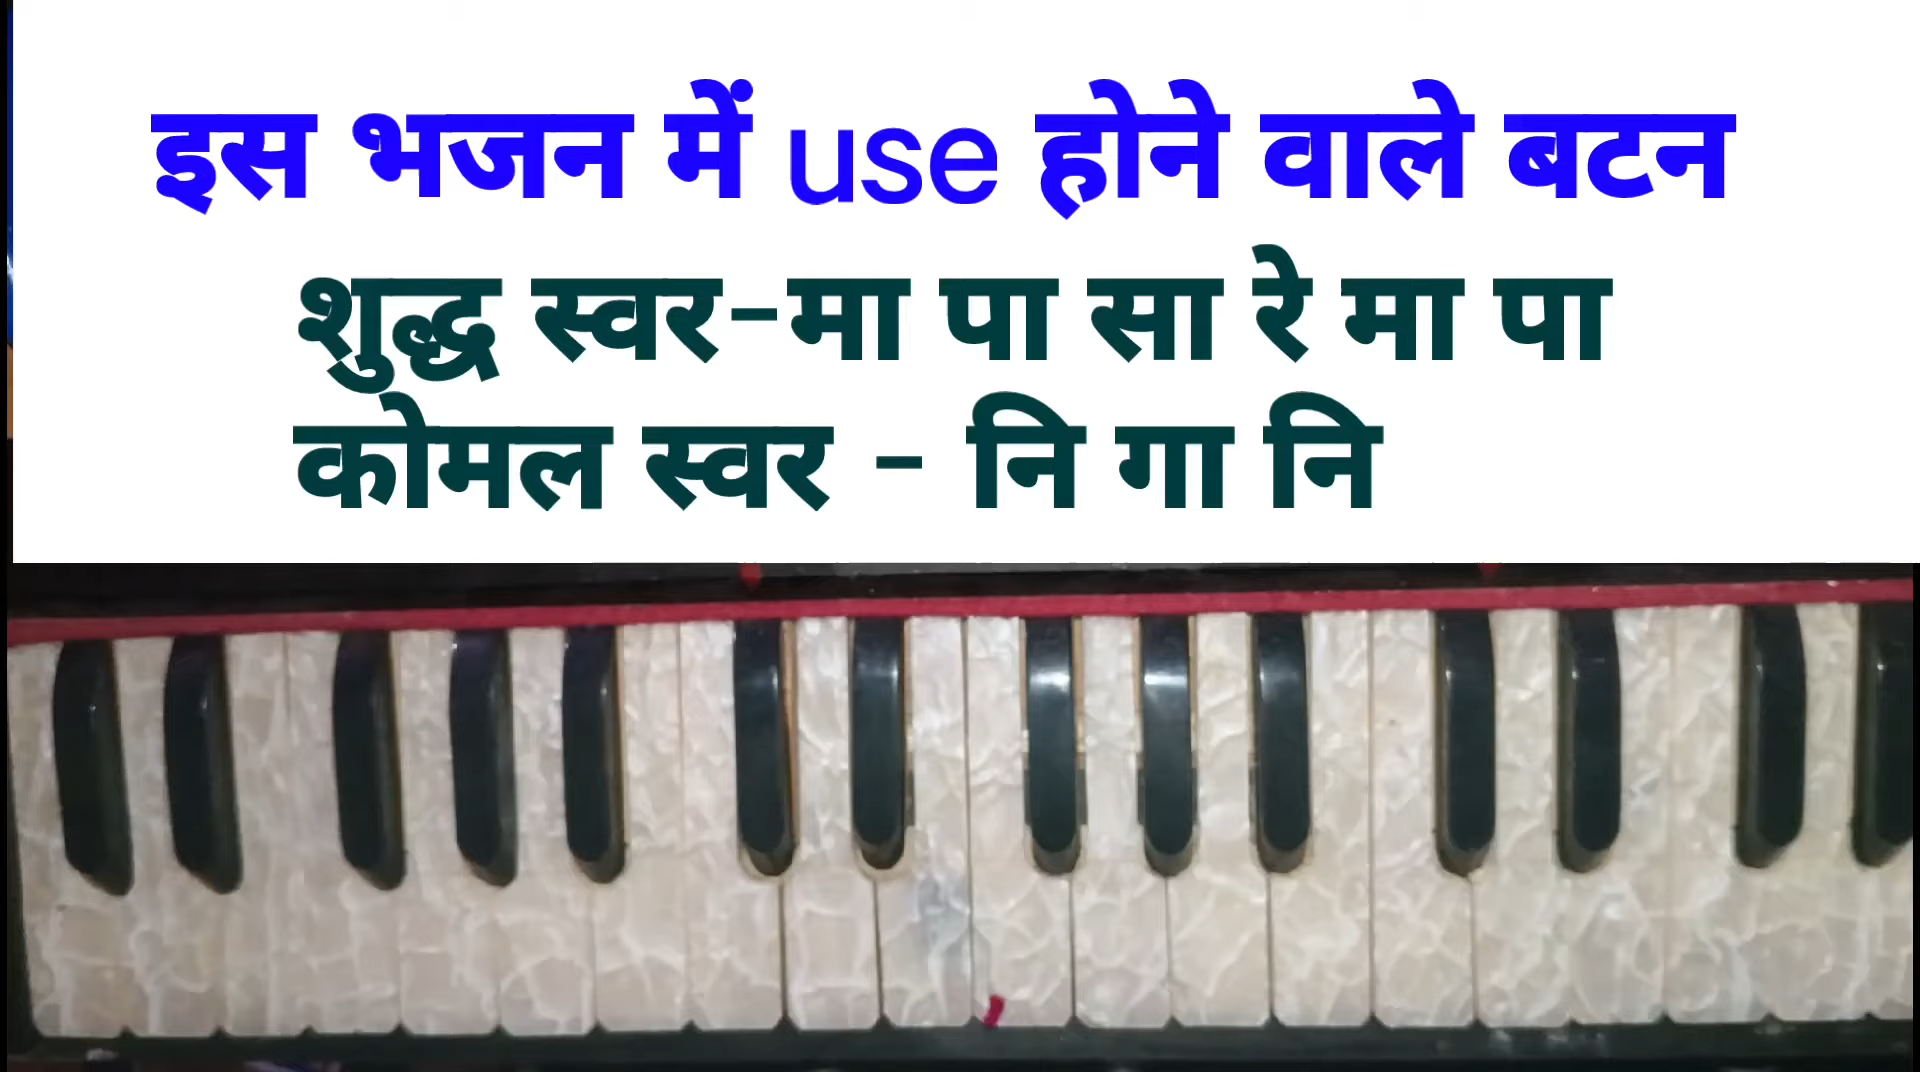 इस भजन में use होने वाले बटन
शुद्ध स्वर-मा पा सा रे मा पा
कोमल स्वर - नि गा नि